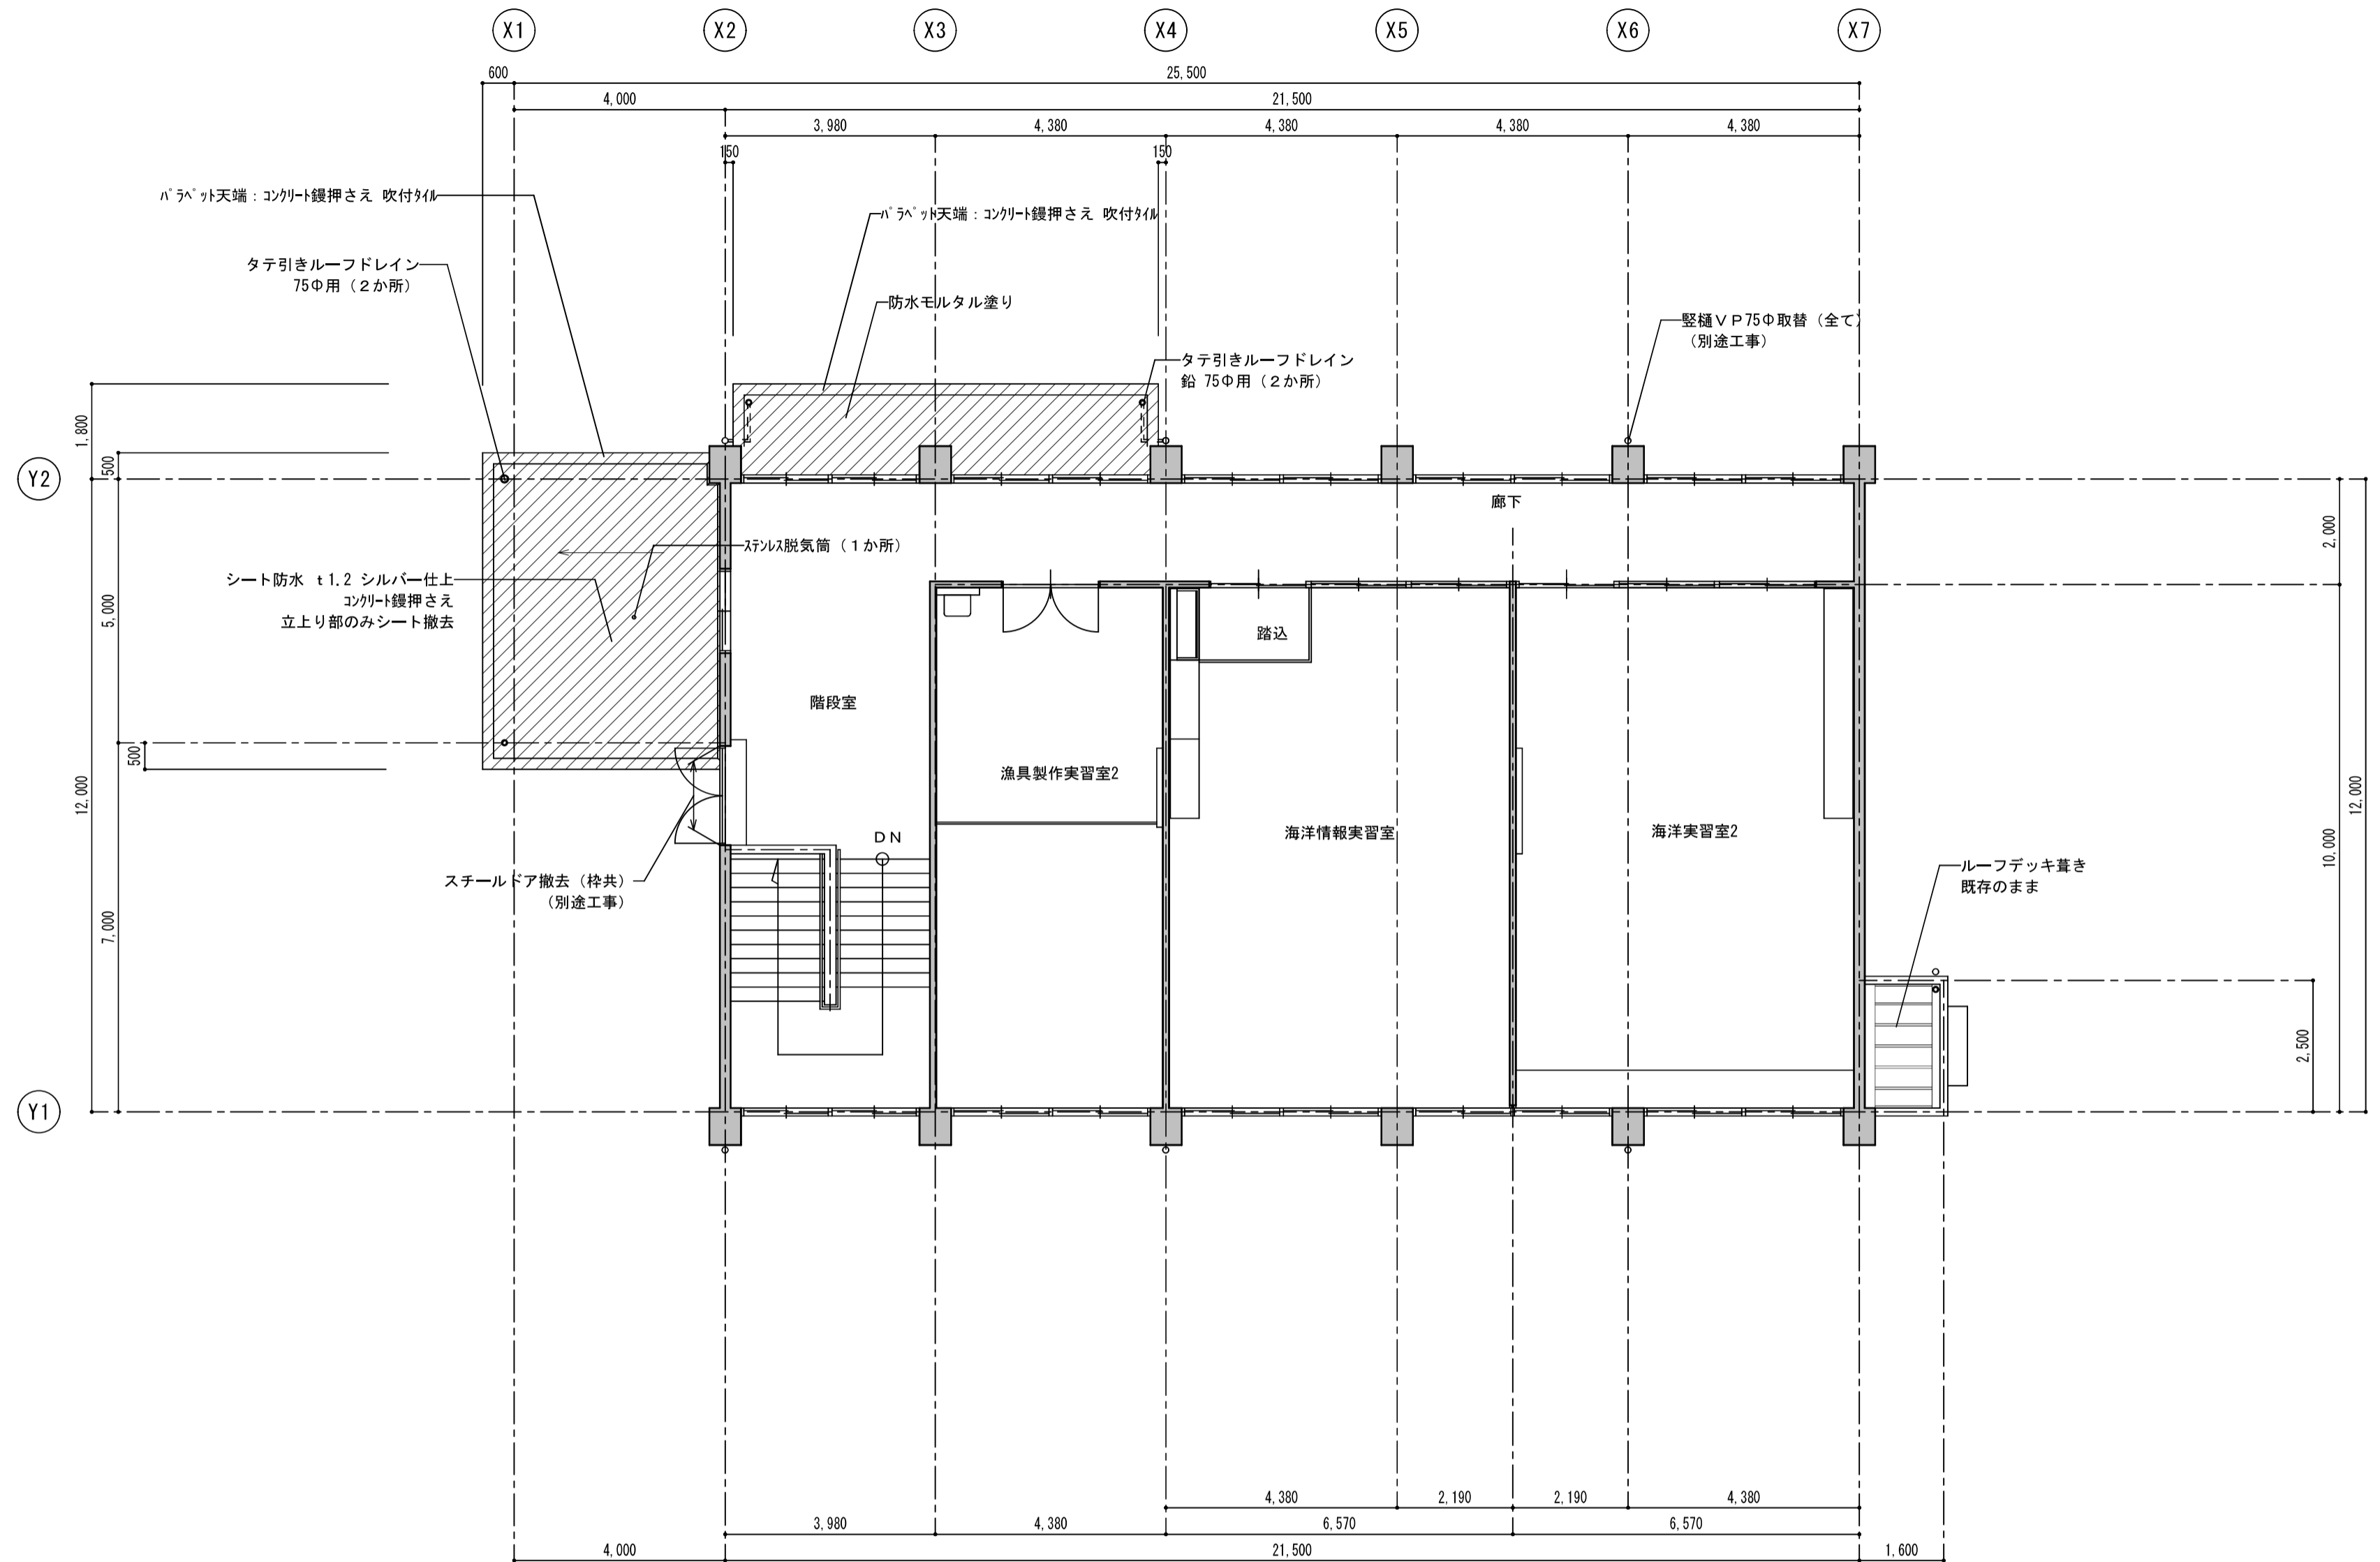 X1 X2 X3 X4 X5 X6 X7
600 25,500
4,000 21,500
3,980 4,380 4,380 4,380 4,380
150 150
パラペット天端：コンクリート鏝押さえ 吹付タイル
パラペット天端：コンクリート鏝押さえ 吹付タイル
タテ引きルーフドレイン
75Φ用（２か所）
防水モルタル塗り
竪樋ＶＰ75Φ取替（全て）
（別途工事）
タテ引きルーフドレイン
鉛 75Φ用（２か所）
1,800
500
Y2
廊下
2,000
ステンレス脱気筒（１か所）
シート防水 ｔ1.2 シルバー仕上
コンクリート鏝押さえ
立上り部のみシート撤去
5,000
踏込
階段室
500
漁具製作実習室2
12,000
12,000
海洋情報実習室
海洋実習室2
ＤＮ
10,000
スチールドア撤去（枠共）
（別途工事）
ルーフデッキ葺き
既存のまま
7,000
2,500
Y1
4,380 2,190 2,190 4,380
3,980 4,380 6,570 6,570
4,000 21,500 1,600